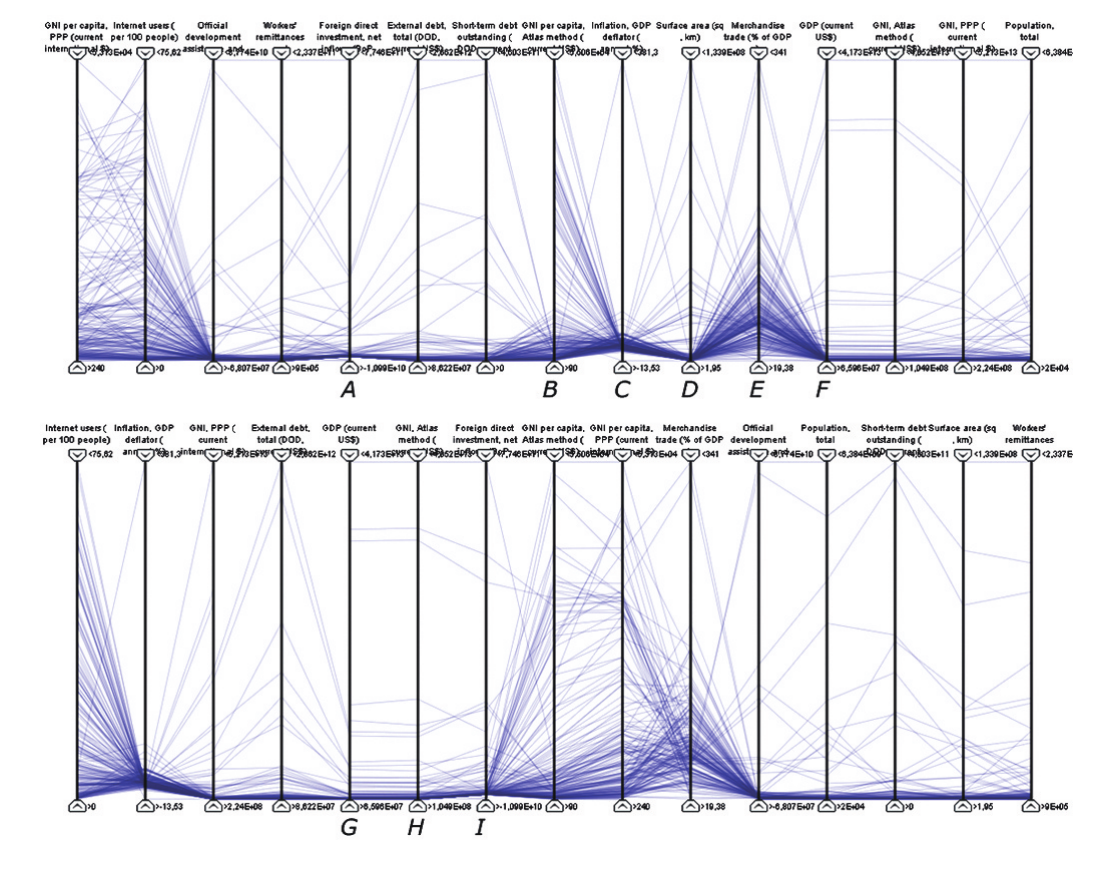 GNI per capita, Internet users ( Official Workers' Foreign direct External debt, Short-term debt GNI per capita, Inflation, GDP Surface area (sq Merchandise GDP (current GNI, Atlas GNI, PPP ( Population,
PPP (current per 100 people) development remittances investment, net total (DOD, outstanding ( Atlas method ( deflator ( . km) trade (% of GDP US$) method ( current total
<75,62 <381,3 <1,339E+08 <341
>240 >0 >-6,807E+07 >9E+05 >-1,099E+10 >8,622E+07 >0 >90 >-13,53 >1,95 >19,38 >6,596E+07 >1,049E+08 >2,24E+08 >2E+04
A B C D E F
Internet users ( Inflation, GDP GNI, PPP ( External debt, GDP (current GNI, Atlas Foreign direct GNI per capita, GNI per capita, Merchandise Official Population, Short-term debt Surface area (sq Workers'
per 100 people) deflator ( current total (DOD, US$) method ( investment, net Atlas method ( PPP (current trade (% of GDP development total outstanding ( . km) remittances
<75,62 <341 <1,339E+08 <2,337E
>0 >-13,53 >2,24E+08 >8,622E+07 >6,596E+07 >1,049E+08 >-1,099E+10 >90 >240 >19,38 >-6,807E+07 >2E+04 >0 >1,95 >9E+05
G H I